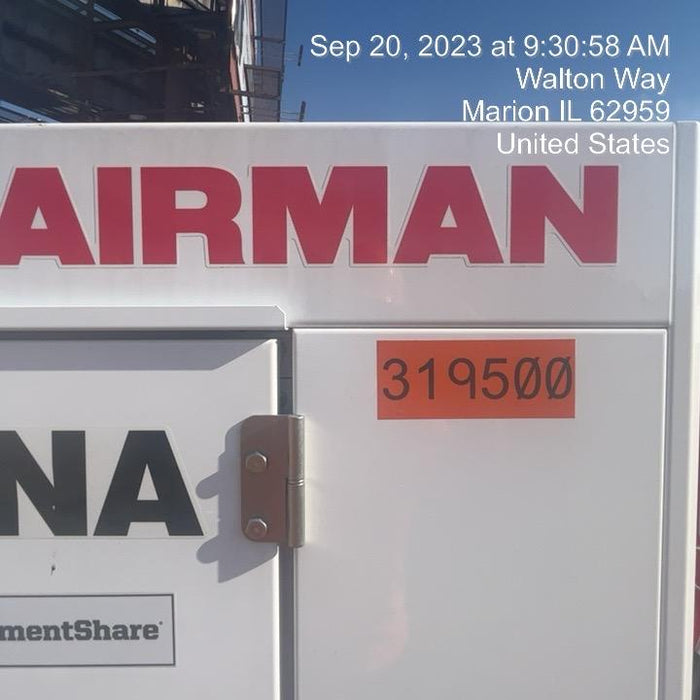 Sep 20, 2023 at 9:30:58 AM
Walton Way
Marion IL 62959
United States
AIRMAN
319500
NA
mentShare